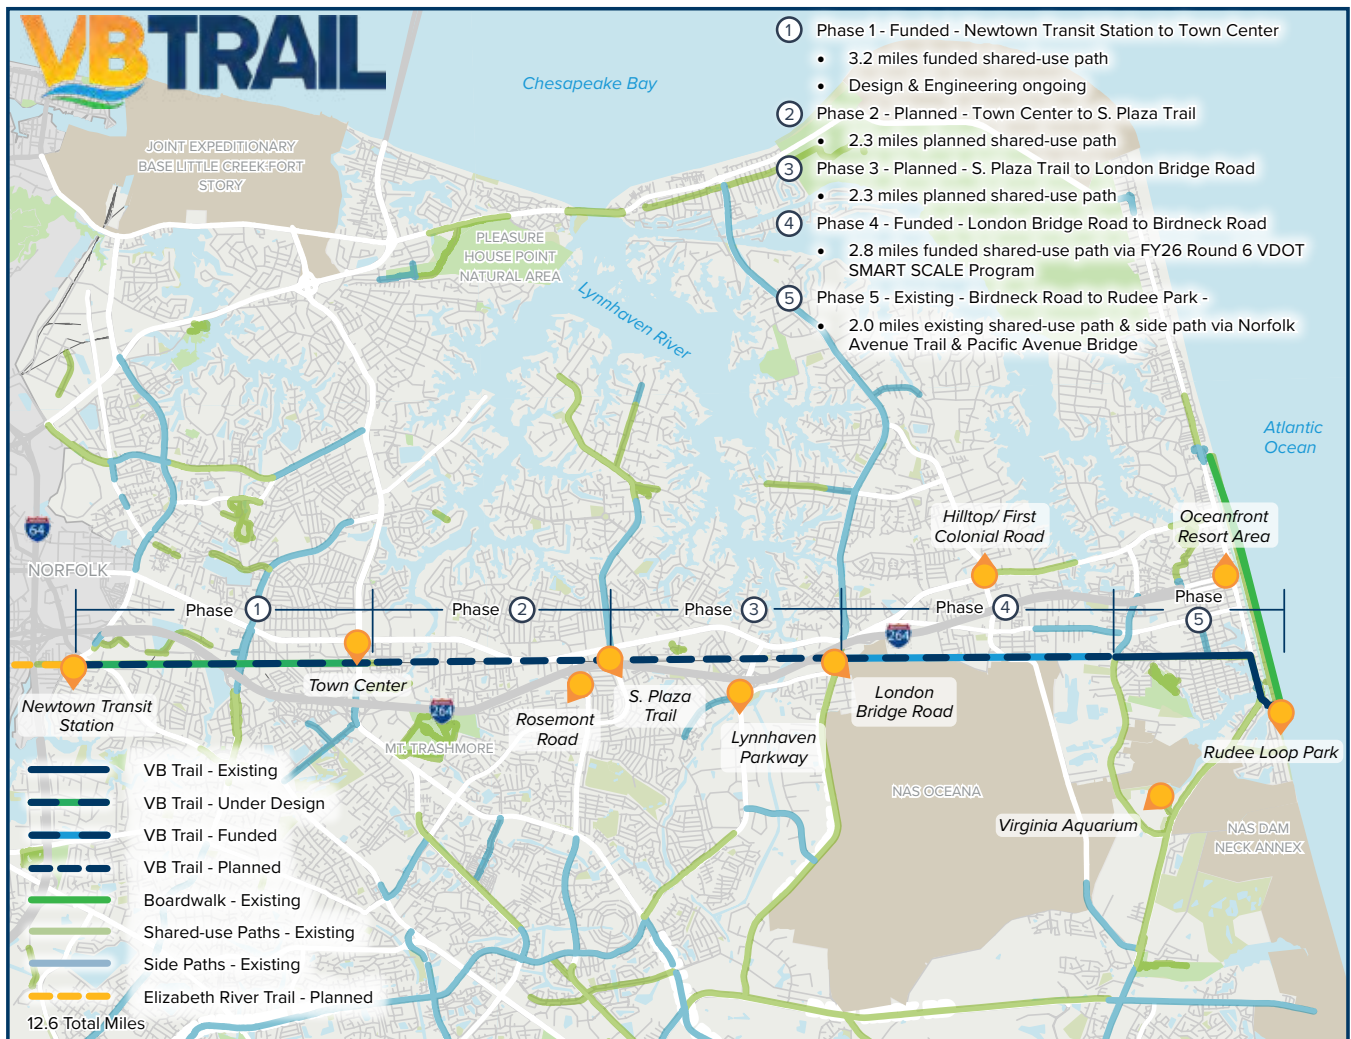 VB TRAIL
1 Phase 1 - Funded - Newtown Transit Station to Town Center
• 3.2 miles funded shared-use path
• Design & Engineering ongoing
2 Phase 2 - Planned - Town Center to S. Plaza Trail
• 2.3 miles planned shared-use path
3 Phase 3 - Planned - S. Plaza Trail to London Bridge Road
• 2.3 miles planned shared-use path
4 Phase 4 - Funded - London Bridge Road to Birdneck Road
• 2.8 miles funded shared-use path via FY26 Round 6 VDOT
SMART SCALE Program
5 Phase 5 - Existing - Birdneck Road to Rudee Park -
• 2.0 miles existing shared-use path & side path via Norfolk
Avenue Trail & Pacific Avenue Bridge
Chesapeake Bay
JOINT EXPEDITIONARY
BASE LITTLE CREEK-FORT
STORY
PLEASURE
HOUSE POINT
NATURAL AREA
Lynnhaven River
Atlantic
Ocean
64
NORFOLK
Hilltop/ First
Colonial Road
Oceanfront
Resort Area
Phase 1
Phase 2
Phase 3
Phase 4
Phase
5
264
Newtown Transit
Station
Town Center
264
MT. TRASHMORE
Rosemont
Road
S. Plaza
Trail
Lynnhaven
Parkway
London
Bridge Road
Rudee Loop Park
NAS OCEANA
Virginia Aquarium
NAS DAM
NECK ANNEX
VB Trail - Existing
VB Trail - Under Design
VB Trail - Funded
VB Trail - Planned
Boardwalk - Existing
Shared-use Paths - Existing
Side Paths - Existing
Elizabeth River Trail - Planned
12.6 Total Miles